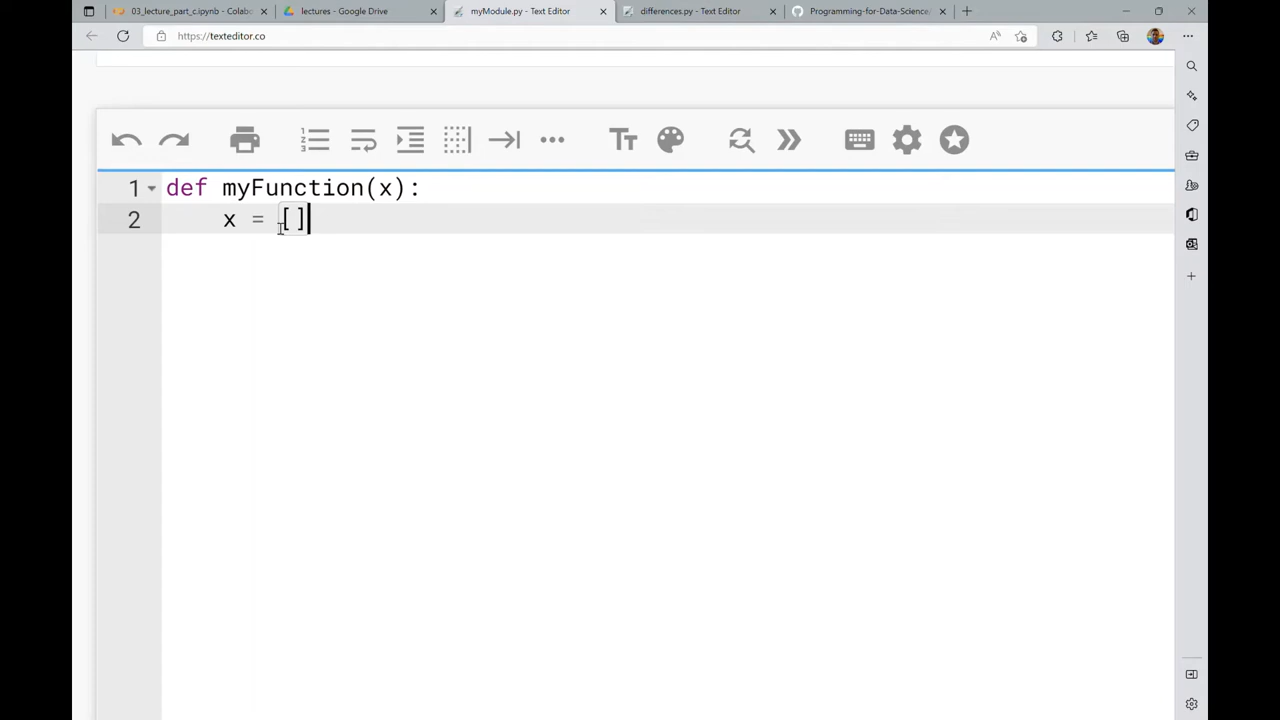 03_lecture_part_c.ipynb - Colab
lectures - Google Drive
myModule.py - Text Editor
differences.py - Text Editor
Programming-for-Data-Science/
https://texteditor.co
1 def myFunction(x):
2 x = []